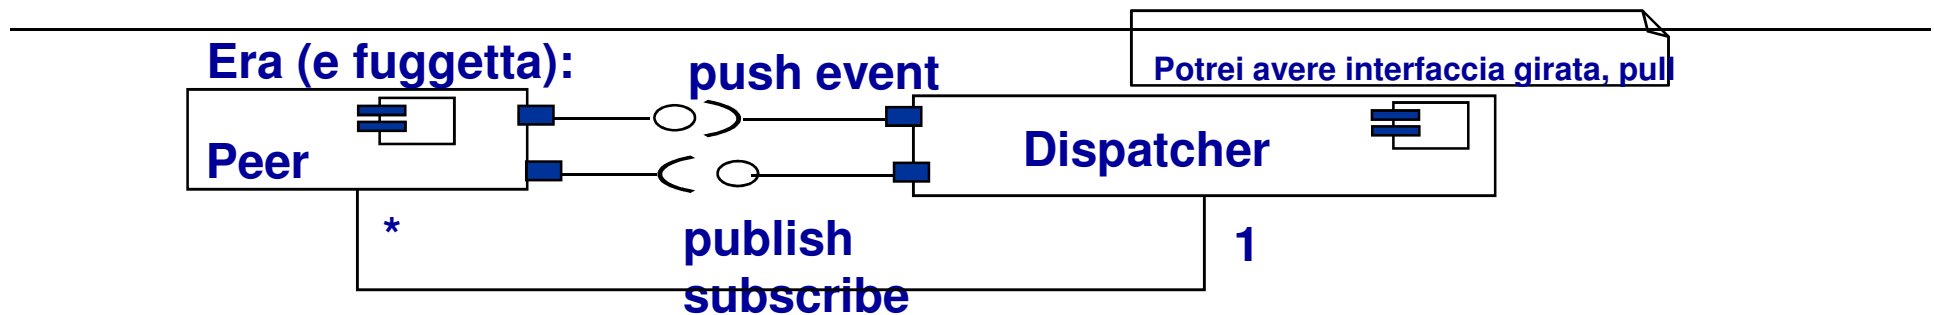 Era (e fuggetta):
push event
Potrei avere interfaccia girata, pull
Peer
Dispatcher
*
publish
subscribe
1